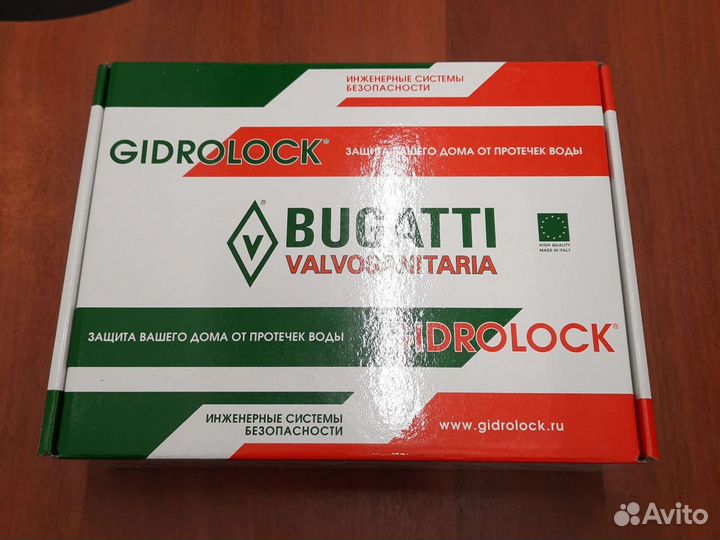 ИНЖЕНЕРНЫЕ СИСТЕМЫ
БЕЗОПАСНОСТИ
GIDROLOCK®
ЗАЩИТА ВАШЕГО ДОМА ОТ ПРОТЕЧЕК ВОДЫ
V
®
BUGATTI
VALVOSANITARIA
HIGH QUALITY
MADE IN ITALY
ЗАЩИТА ВАШЕГО ДОМА ОТ ПРОТЕЧЕК ВОДЫ
GIDROLOCK®
ИНЖЕНЕРНЫЕ СИСТЕМЫ
БЕЗОПАСНОСТИ
www.gidrolock.ru
Avito